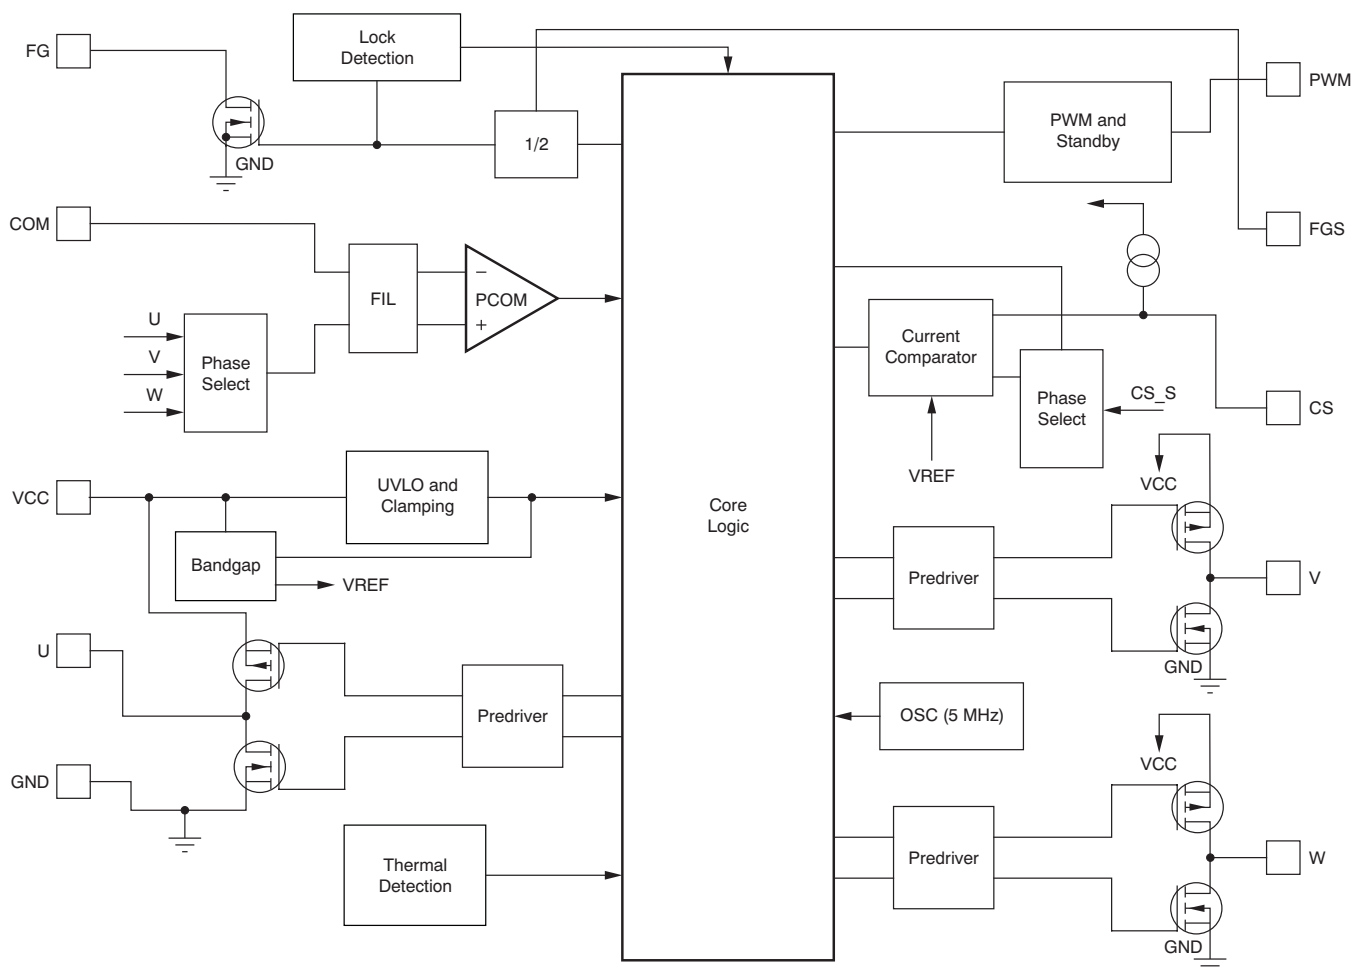 FG
Lock
Detection
PWM
PWM and
Standby
1/2
GND
COM
FGS
FIL
−
PCOM
+
U
V
W
Phase
Select
Current
Comparator
Phase
Select
CS_S
CS
VREF
VCC
UVLO and
Clamping
Bandgap
VREF
Core
Logic
VCC
Predriver
V
GND
U
Predriver
OSC (5 MHz)
GND
VCC
Predriver
W
GND
Thermal
Detection